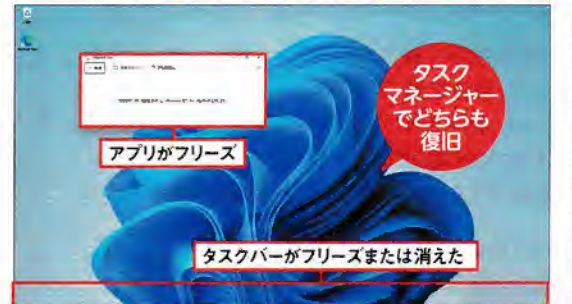 タスク
マネージャー
でどちらも
復旧
アプリがフリーズ
タスクバーがフリーズまたは消えた